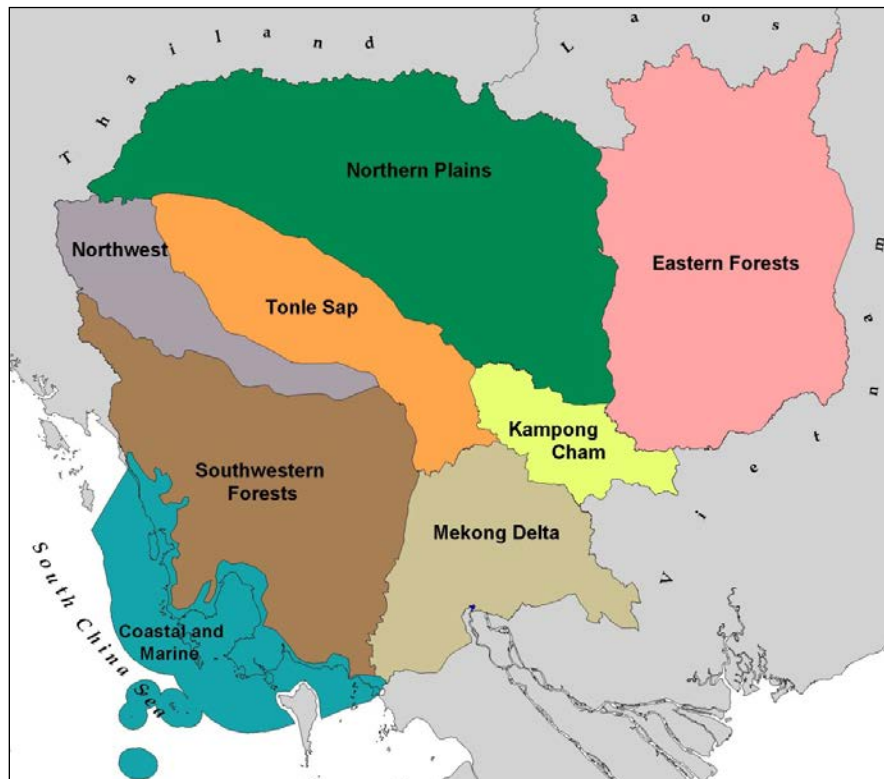 Thailand
Laos
Northern Plains
Northwest
Eastern Forests
Tonle Sap
Kampong
Cham
Southwestern
Forests
Mekong Delta
Vietnam
South China Sea
Coastal and
Marine